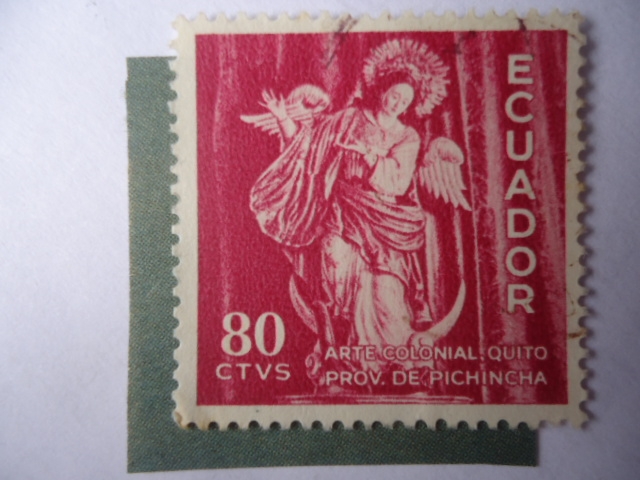 ECUADOR
80
CTVS
ARTE COLONIAL, QUITO
PROV. DE, PICHINCHA